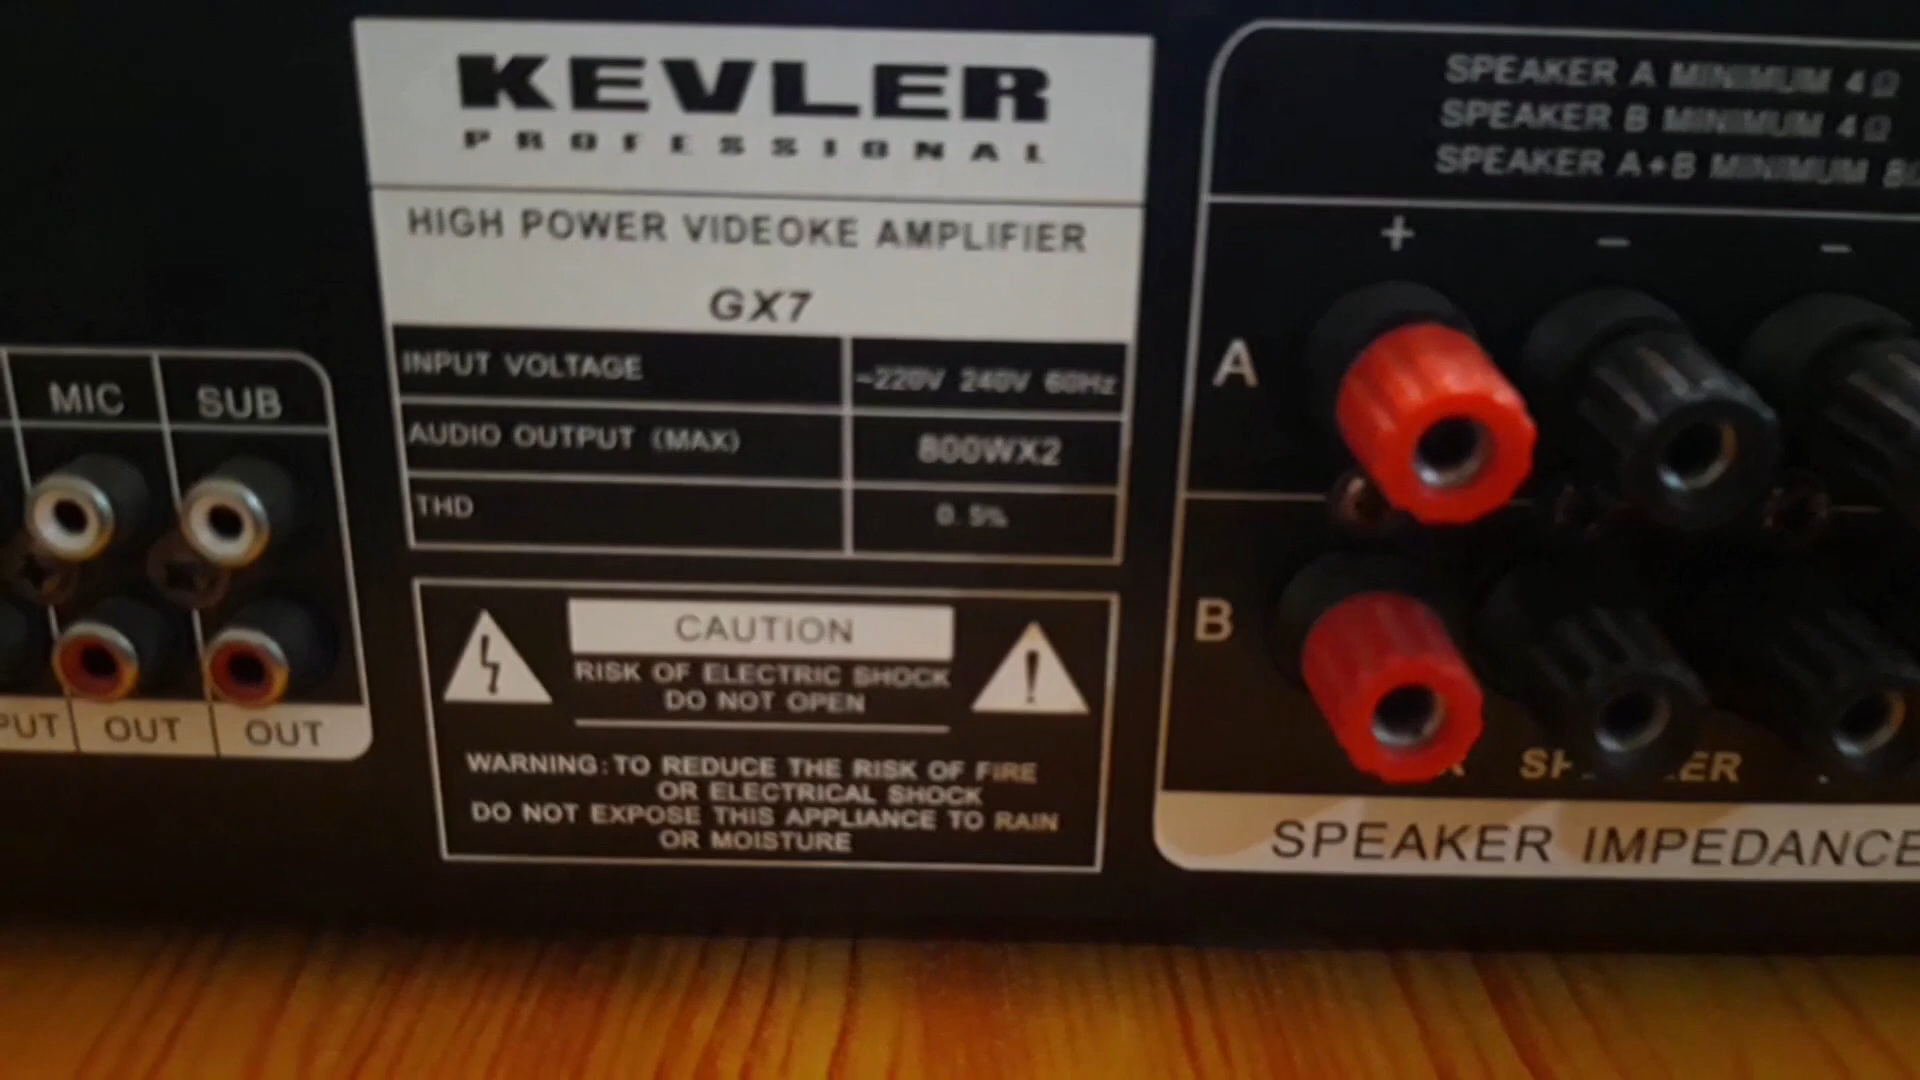 KEVLER
PROFESSIONAL
HIGH POWER VIDEOKE AMPLIFIER
GX7
INPUT VOLTAGE ~220V 240V 60Hz
AUDIO OUTPUT (MAX) 800WX2
THD 0.5%
CAUTION
RISK OF ELECTRIC SHOCK
DO NOT OPEN
WARNING: TO REDUCE THE RISK OF FIRE
OR ELECTRICAL SHOCK
DO NOT EXPOSE THIS APPLIANCE TO RAIN
OR MOISTURE
MIC SUB
OUT OUT
SPEAKER A MINIMUM 4Ω
SPEAKER B MINIMUM 4Ω
SPEAKER A+B MINIMUM 8Ω
+ − −
A
B
SPEAKER IMPEDANCE